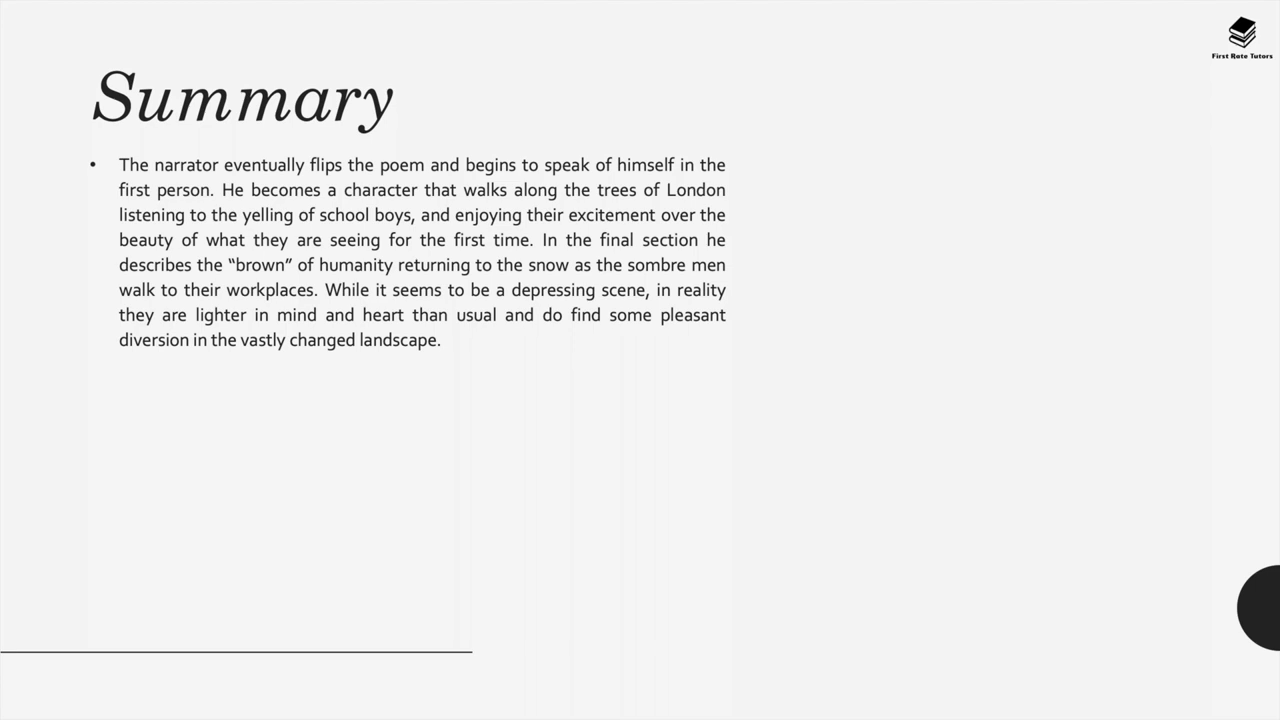 First Rate Tutors
Summary
• The narrator eventually flips the poem and begins to speak of himself in the
first person. He becomes a character that walks along the trees of London
listening to the yelling of school boys, and enjoying their excitement over the
beauty of what they are seeing for the first time. In the final section he
describes the “brown” of humanity returning to the snow as the sombre men
walk to their workplaces. While it seems to be a depressing scene, in reality
they are lighter in mind and heart than usual and do find some pleasant
diversion in the vastly changed landscape.